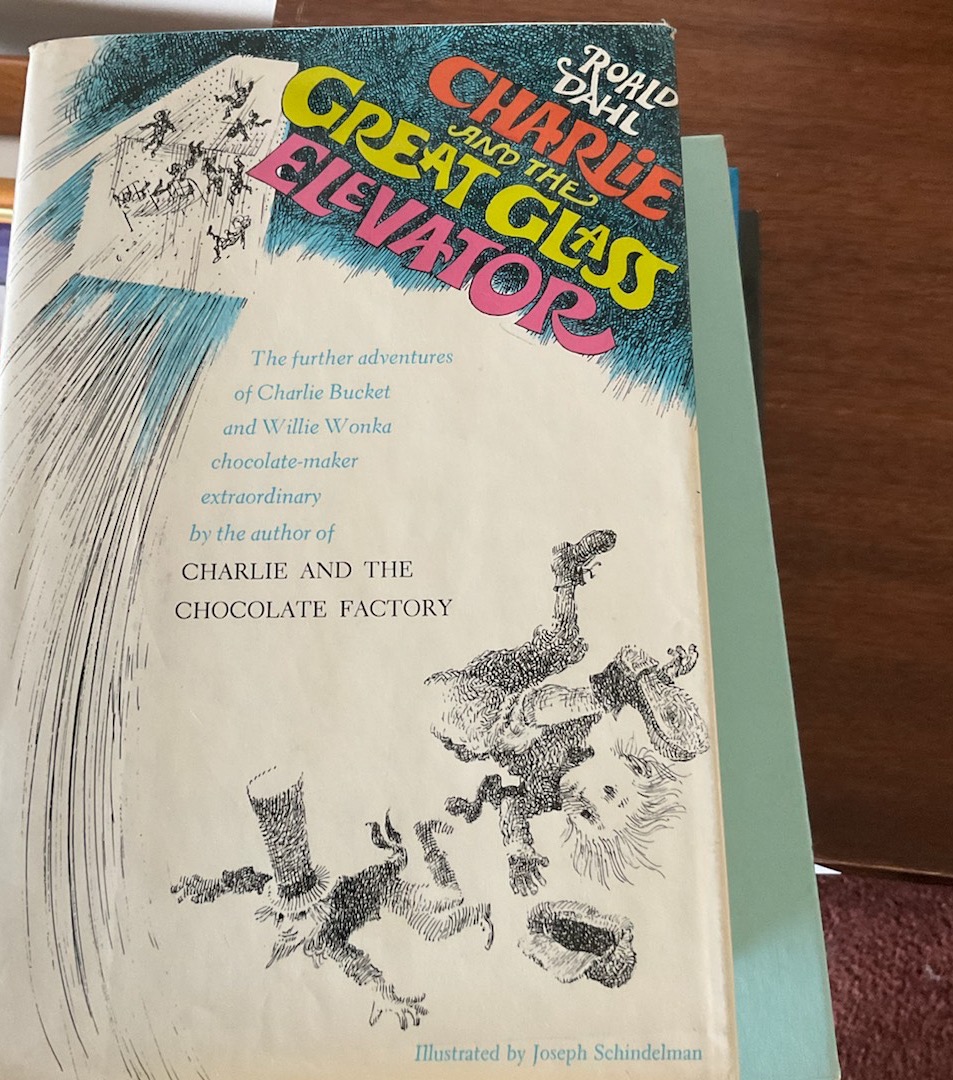 ROALD
DAHL
CHARLIE
AND THE
GREAT GLASS
ELEVATOR
The further adventures
of Charlie Bucket
and Willie Wonka
chocolate-maker
extraordinary
by the author of
CHARLIE AND THE
CHOCOLATE FACTORY
Illustrated by Joseph Schindelman